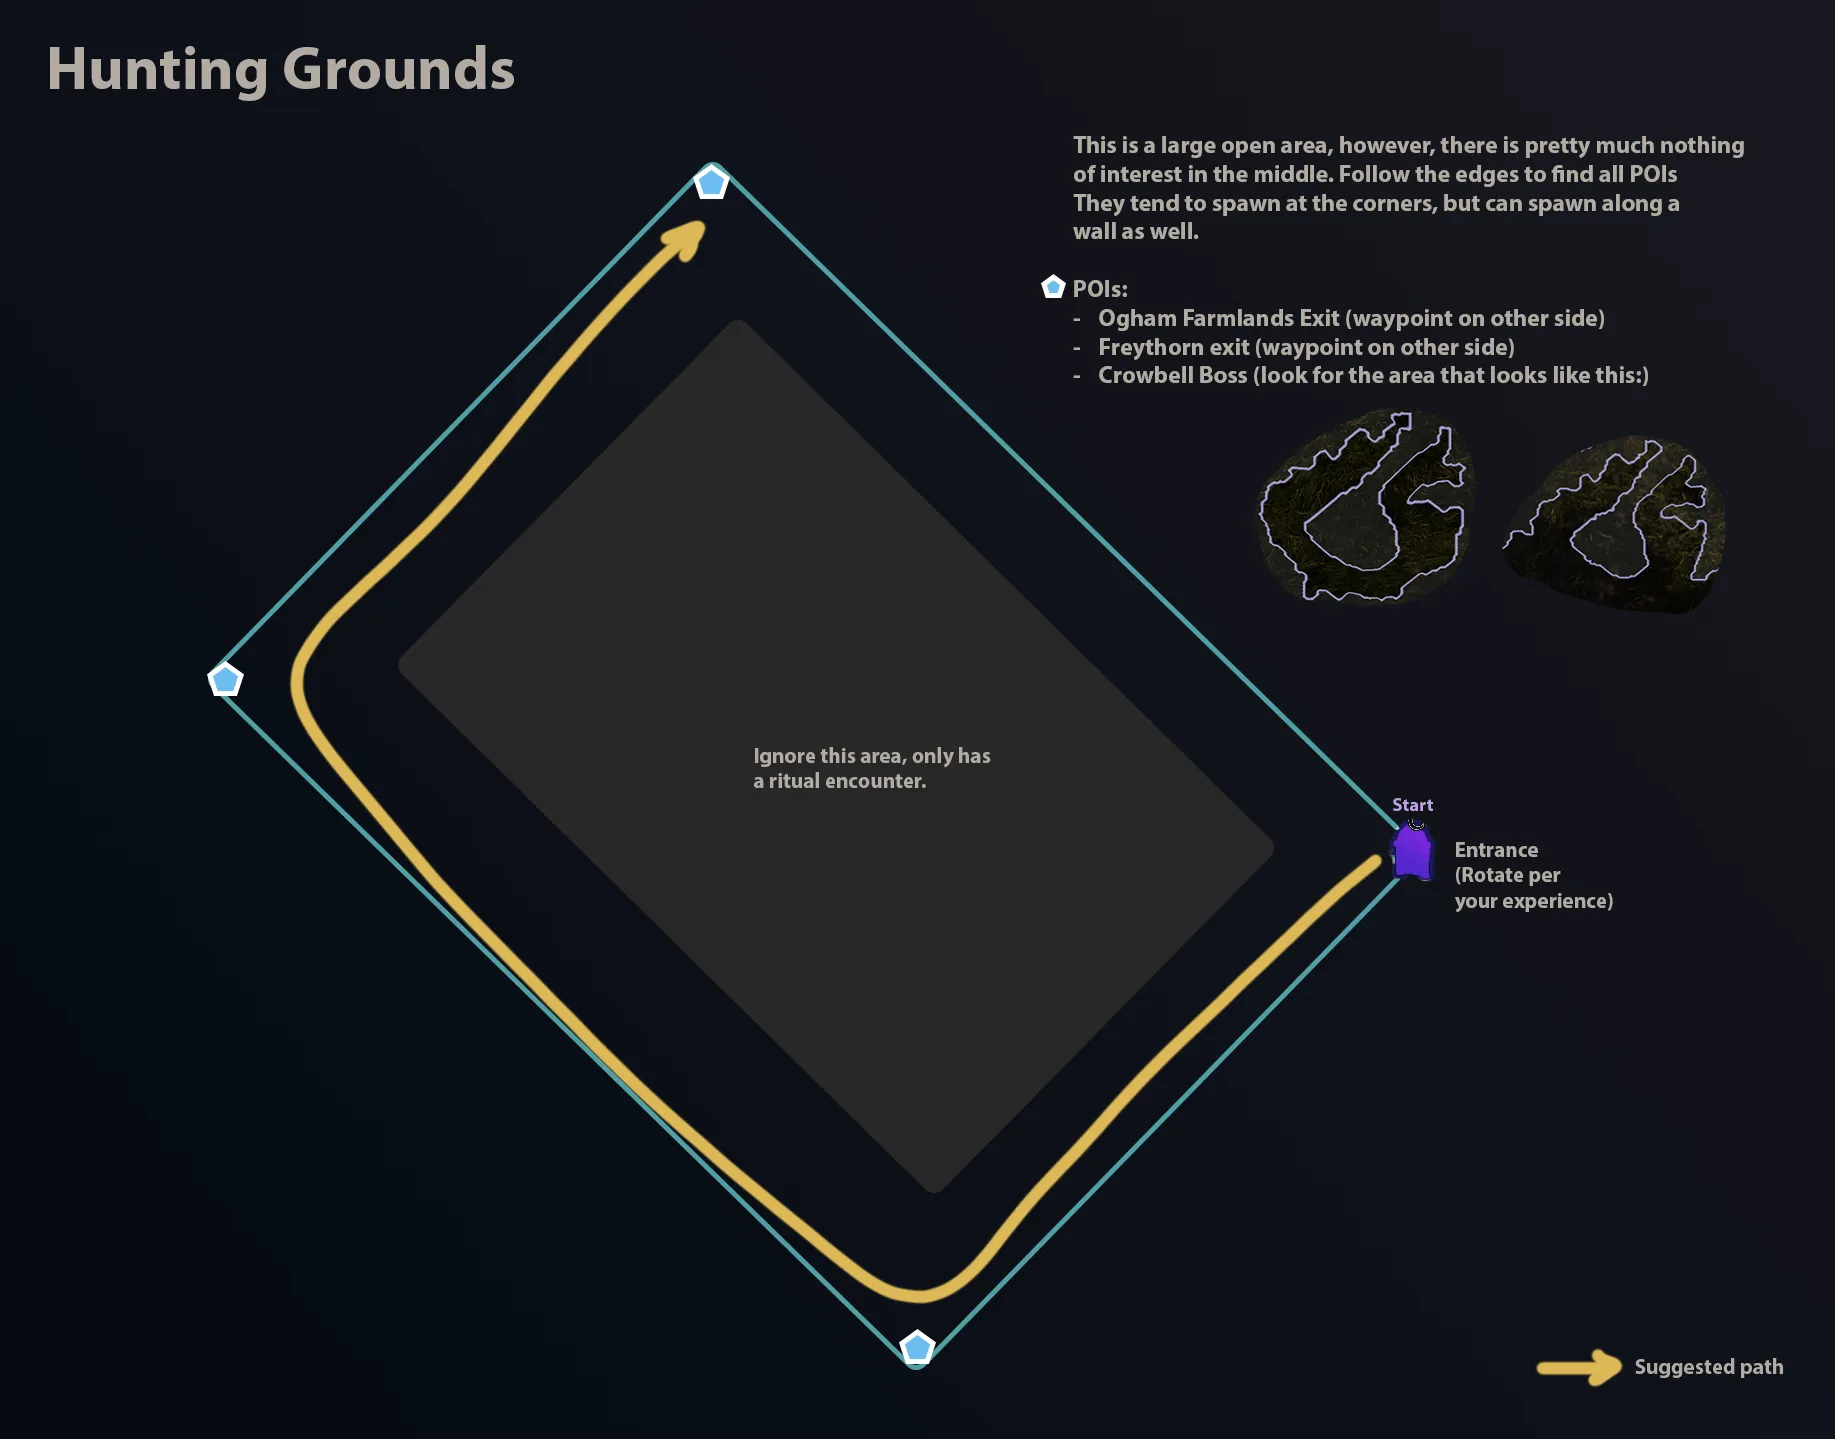 Hunting Grounds
This is a large open area, however, there is pretty much nothing
of interest in the middle. Follow the edges to find all POIs
They tend to spawn at the corners, but can spawn along a
wall as well.
POIs:
- Ogham Farmlands Exit (waypoint on other side)
- Freythorn exit (waypoint on other side)
- Crowbell Boss (look for the area that looks like this:)
Ignore this area, only has
a ritual encounter.
Start
Entrance
(Rotate per
your experience)
Suggested path